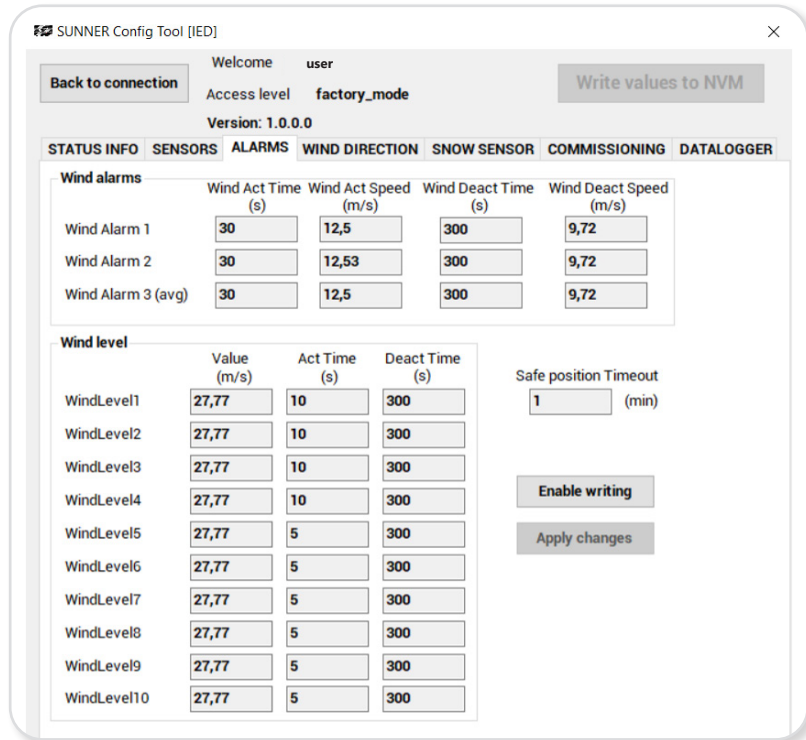 SUNNER Config Tool [IED]
Back to connection
Welcome user
Access level factory_mode
Version: 1.0.0.0
Write values to NVM
STATUS INFO SENSORS ALARMS WIND DIRECTION SNOW SENSOR COMMISSIONING DATALOGGER
Wind alarms
Wind Act Time Wind Act Speed Wind Deact Time Wind Deact Speed
(s) (m/s) (s) (m/s)
Wind Alarm 1 30 12,5 300 9,72
Wind Alarm 2 30 12,53 300 9,72
Wind Alarm 3 (avg) 30 12,5 300 9,72
Wind level
Value Act Time Deact Time
(m/s) (s) (s)
WindLevel1 27,77 10 300
WindLevel2 27,77 10 300
WindLevel3 27,77 10 300
WindLevel4 27,77 10 300
WindLevel5 27,77 5 300
WindLevel6 27,77 5 300
WindLevel7 27,77 5 300
WindLevel8 27,77 5 300
WindLevel9 27,77 5 300
WindLevel10 27,77 5 300
Safe position Timeout
1 (min)
Enable writing
Apply changes